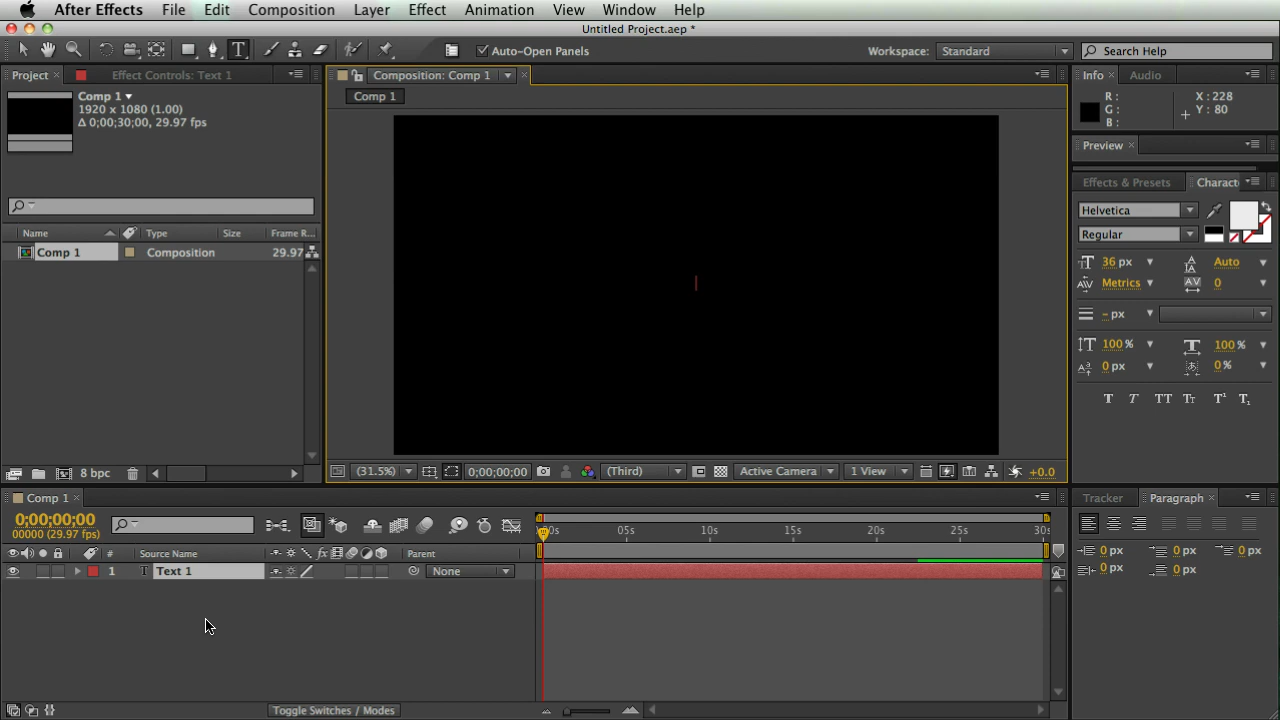 After Effects File Edit Composition Layer Effect Animation View Window Help
Untitled Project.aep *
T Auto-Open Panels Workspace: Standard Search Help
Project Effect Controls: Text 1
Comp 1
1920 x 1080 (1.00)
Δ 0;00;30;00, 29.97 fps
Name Type Size Frame R...
Comp 1 Composition 29.97
8 bpc
Composition: Comp 1
Comp 1
(31.5%) 0;00;00;00 (Third) Active Camera 1 View +0.0
Info Audio
R : X : 228
G : Y : 80
B :
Preview
Effects & Presets Charact
Helvetica
Regular
36 px Auto
Metrics 0
- px
100 % 100 %
0 px 0 %
T T TT Tт T¹ T₁
Comp 1
0;00;00;00
00000 (29.97 fps)
# Source Name fx Parent
1 T Text 1 None
00s 05s 10s 15s 20s 25s 30s
Toggle Switches / Modes
Tracker Paragraph
0 px 0 px 0 px
0 px 0 px